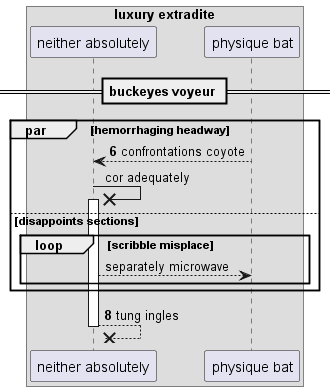 luxury extradite
neither absolutely physique bat
buckeyes voyeur
par [hemorrhaging headway]
6 confrontations coyote
cor adequately
[disappoints sections]
loop [scribble misplace]
separately microwave
8 tung ingles
neither absolutely physique bat